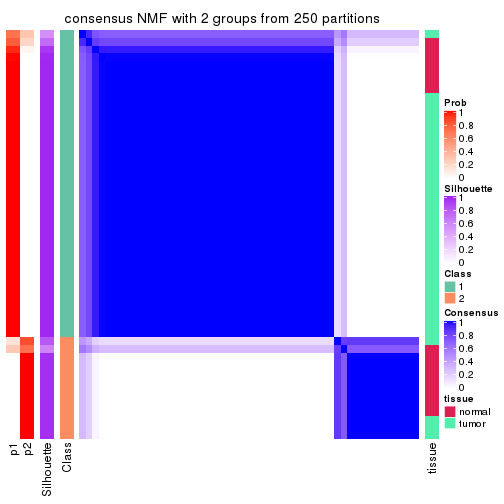 consensus NMF with 2 groups from 250 partitions
Prob
1
0.8
0.6
0.4
0.2
0
Silhouette
1
0.8
0.6
0.4
0.2
0
Class
1
2
Consensus
1
0.8
0.6
0.4
0.2
0
tissue
normal
tumor
p1
p2
Silhouette
Class
tissue